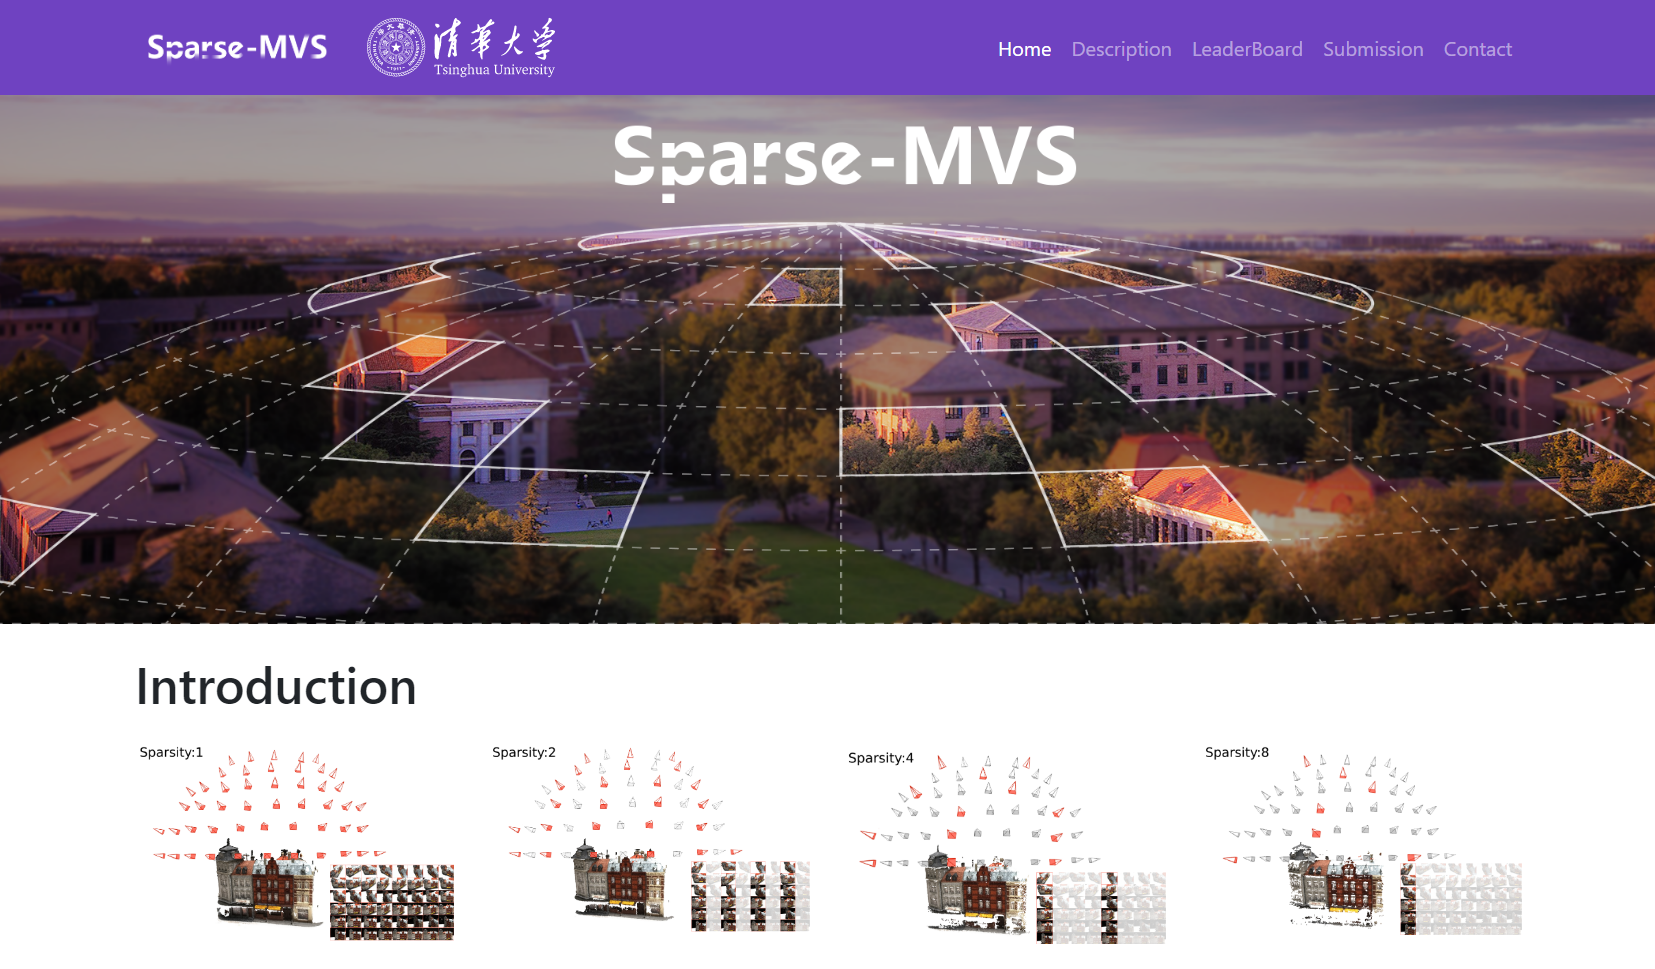 Sparse-MVS
清华大学
Tsinghua University
Home Description LeaderBoard Submission Contact
Sparse-MVS
Introduction
Sparsity:1
Sparsity:2
Sparsity:4
Sparsity:8